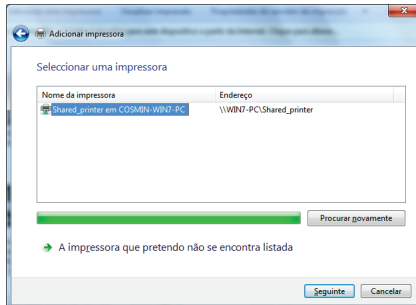 Adicionar impressora
Seleccionar uma impressora
Nome da impressora Endereço
Shared_printer em COSMIN-WIN7-PC \\WIN7-PC\Shared_printer
Procurar novamente
A impressora que pretendo não se encontra listada
Seguinte Cancelar